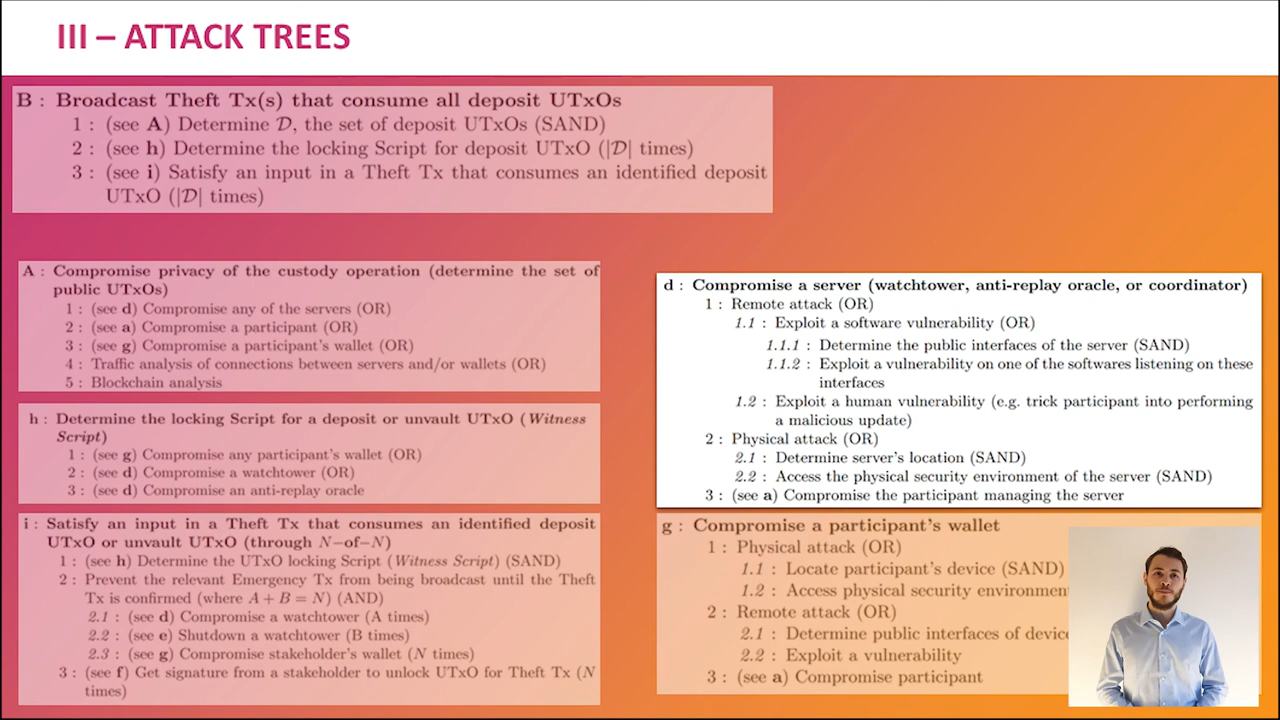 III – ATTACK TREES
B : Broadcast Theft Tx(s) that consume all deposit UTxOs
1 : (see A) Determine 𝒟, the set of deposit UTxOs (SAND)
2 : (see h) Determine the locking Script for deposit UTxO (|𝒟| times)
3 : (see i) Satisfy an input in a Theft Tx that consumes an identified deposit
UTxO (|𝒟| times)
A : Compromise privacy of the custody operation (determine the set of
public UTxOs)
1 : (see d) Compromise any of the servers (OR)
2 : (see a) Compromise a participant (OR)
3 : (see g) Compromise a participant's wallet (OR)
4 : Traffic analysis of connections between servers and/or wallets (OR)
5 : Blockchain analysis
h : Determine the locking Script for a deposit or unvault UTxO (Witness
Script)
1 : (see g) Compromise any participant's wallet (OR)
2 : (see d) Compromise a watchtower (OR)
3 : (see d) Compromise an anti-replay oracle
i : Satisfy an input in a Theft Tx that consumes an identified deposit
UTxO or unvault UTxO (through N−of−N)
1 : (see h) Determine the UTxO locking Script (Witness Script) (SAND)
2 : Prevent the relevant Emergency Tx from being broadcast until the Theft
Tx is confirmed (where A + B = N) (AND)
2.1 : (see d) Compromise a watchtower (A times)
2.2 : (see e) Shutdown a watchtower (B times)
2.3 : (see g) Compromise stakeholder's wallet (N times)
3 : (see f) Get signature from a stakeholder to unlock UTxO for Theft Tx (N
times)
d : Compromise a server (watchtower, anti-replay oracle, or coordinator)
1 : Remote attack (OR)
1.1 : Exploit a software vulnerability (OR)
1.1.1 : Determine the public interfaces of the server (SAND)
1.1.2 : Exploit a vulnerability on one of the softwares listening on these
interfaces
1.2 : Exploit a human vulnerability (e.g. trick participant into performing
a malicious update)
2 : Physical attack (OR)
2.1 : Determine server's location (SAND)
2.2 : Access the physical security environment of the server (SAND)
3 : (see a) Compromise the participant managing the server
g : Compromise a participant's wallet
1 : Physical attack (OR)
1.1 : Locate participant's device (SAND)
1.2 : Access physical security environmen
2 : Remote attack (OR)
2.1 : Determine public interfaces of device
2.2 : Exploit a vulnerability
3 : (see a) Compromise participant